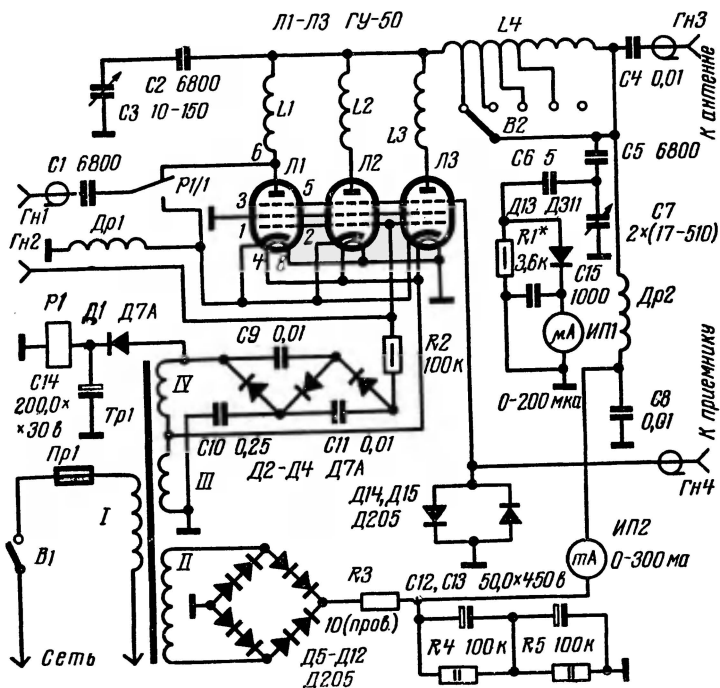 Л1-Л3 ГУ-50
L4
Гн3
К антенне
С2 6800
С3 10-150
L1
L2
L3
В2
С4 0,01
С1 6800
6
Л1
Л2
Л3
С6 5
С5 6800
Гн1
Р1/1
3
5
1
2
4
8
Гн2
Др1
Д13
Д311
R1*
3,6к
С7
2×(17-510)
С15
1000
μА
ИП1
0-200 мка
Др2
С8
0,01
Р1
Д1
Д7А
С9 0,01
R2
100к
С14
200,0×
×30в
Тр1
IV
С10 0,25
С11 0,01
Д2-Д4 Д7А
К приемнику
Гн4
Пр1
III
I
В1
Д14,Д15
Д205
ИП2
mA
0-300 ма
II
R3
10(пров.)
С12, С13 50,0×450в
R4 100к
R5 100к
Д5-Д12
Д205
Сеть